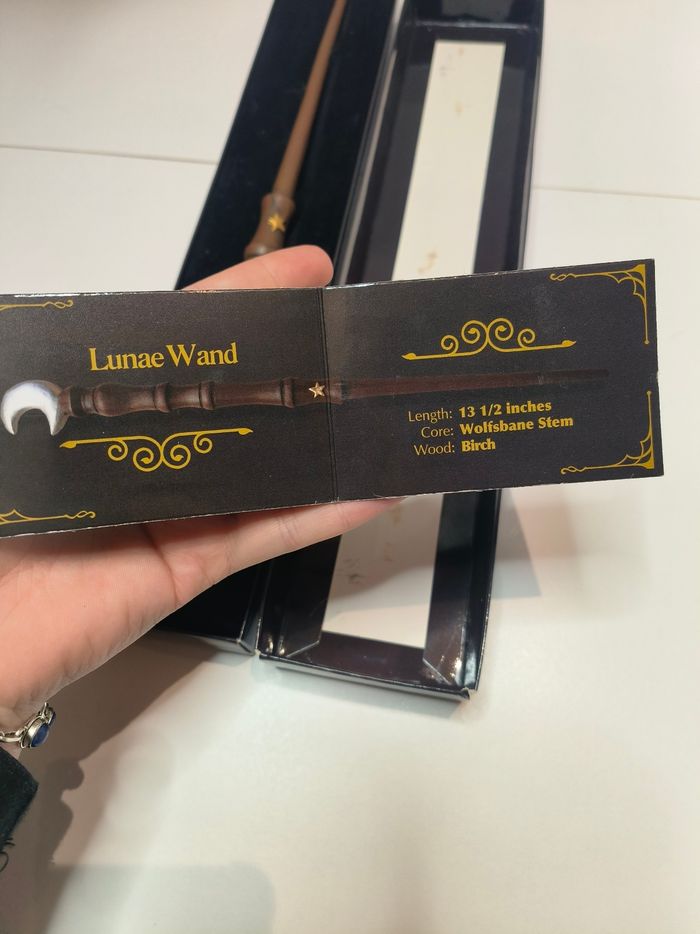 Lunae Wand
Length: 13 1/2 inches
Core: Wolfsbane Stem
Wood: Birch